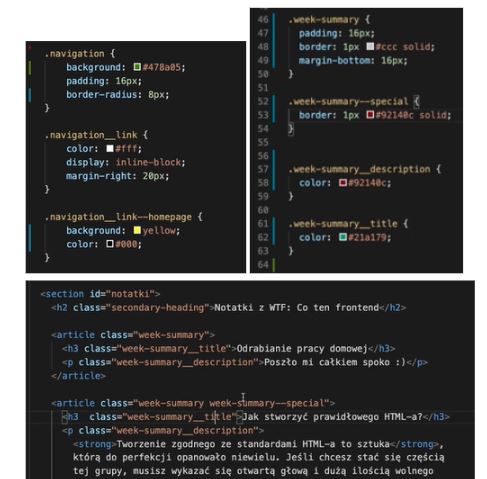 .navigation {
background: #478a05;
padding: 16px;
border-radius: 8px;
}
.navigation__link {
color: #fff;
display: inline-block;
margin-right: 20px;
}
.navigation__link--homepage {
background: yellow;
color: #000;
}
46 .week-summary {
47 padding: 16px;
48 border: 1px #ccc solid;
49 margin-bottom: 16px;
50 }
51
52 .week-summary--special {
53 border: 1px #92140c solid;
54 }
55
56
57 .week-summary__description {
58 color: #92140c;
59 }
60
61 .week-summary__title {
62 color: #21a179;
63 }
64
<section id="notatki">
<h2 class="secondary-heading">Notatki z WTF: Co ten frontend</h2>
<article class="week-summary">
<h3 class="week-summary__title">Odrabianie pracy domowej</h3>
<p class="week-summary__description">Poszło mi całkiem spoko :)</p>
</article>
<article class="week-summary week-summary--special">
<h3 class="week-summary__title">Jak stworzyć prawidłowego HTML-a?</h3>
<p class="week-summary__description">
<strong>Tworzenie zgodnego ze standardami HTML-a to sztuka</strong>,
którą do perfekcji opanowało niewielu. Jeśli chcesz stać się częścią
tej grupy, musisz wykazać się otwartą głową i dużą ilością wolnego